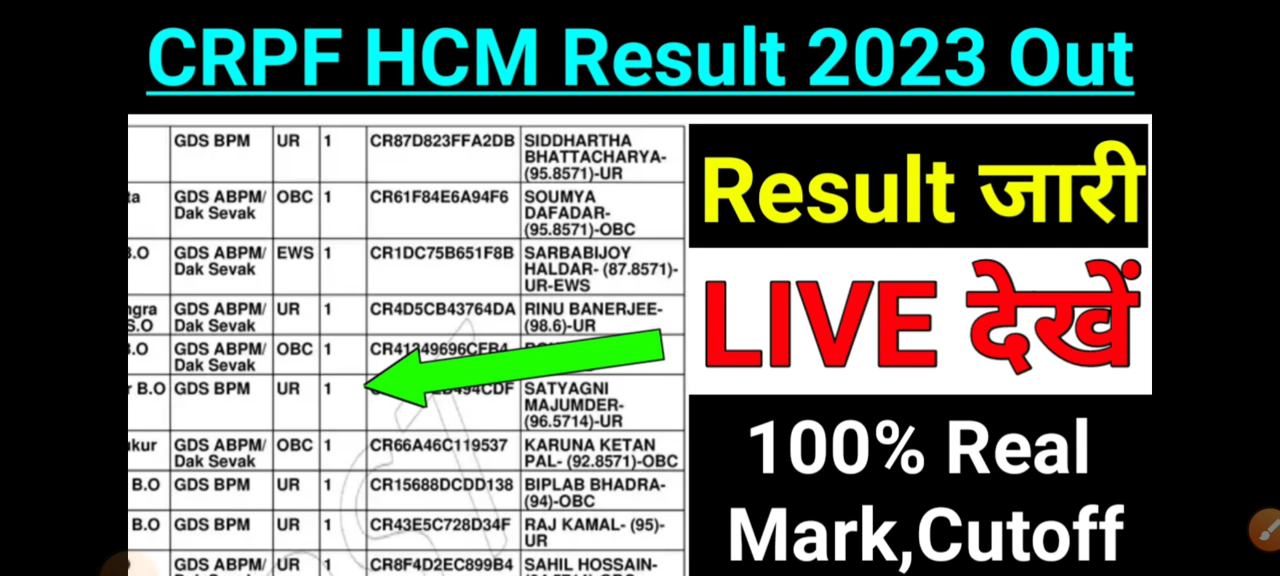 CRPF HCM Result 2023 Out
GDS BPM UR 1 CR87D823FFA2DB SIDDHARTHA
BHATTACHARYA-
(95.8571)-UR
ta GDS ABPM/ OBC 1 CR61F84E6A94F6 SOUMYA
Dak Sevak DAFADAR-
(95.8571)-OBC
B.O GDS ABPM/ EWS 1 CR1DC75B651F8B SARBABIJOY
Dak Sevak HALDAR- (87.8571)-
UR-EWS
ngra GDS ABPM/ UR 1 CR4D5CB43764DA RINU BANERJEE-
S.O Dak Sevak (98.6)-UR
B.O GDS ABPM/ OBC 1
Dak Sevak
r B.O GDS BPM UR 1 SATYAGNI
MAJUMDER-
(96.5714)-UR
ukur GDS ABPM/ OBC 1 CR66A46C119537 KARUNA KETAN
Dak Sevak PAL- (92.8571)-OBC
B.O GDS BPM UR 1 CR15688DCDD138 BIPLAB BHADRA-
(94)-OBC
B.O GDS BPM UR 1 CR43E5C728D34F RAJ KAMAL- (95)-
UR
GDS ABPM/ UR 1 CR8F4D2EC899B4 SAHIL HOSSAIN-
Result जारी
LIVE देखें
100% Real
Mark,Cutoff